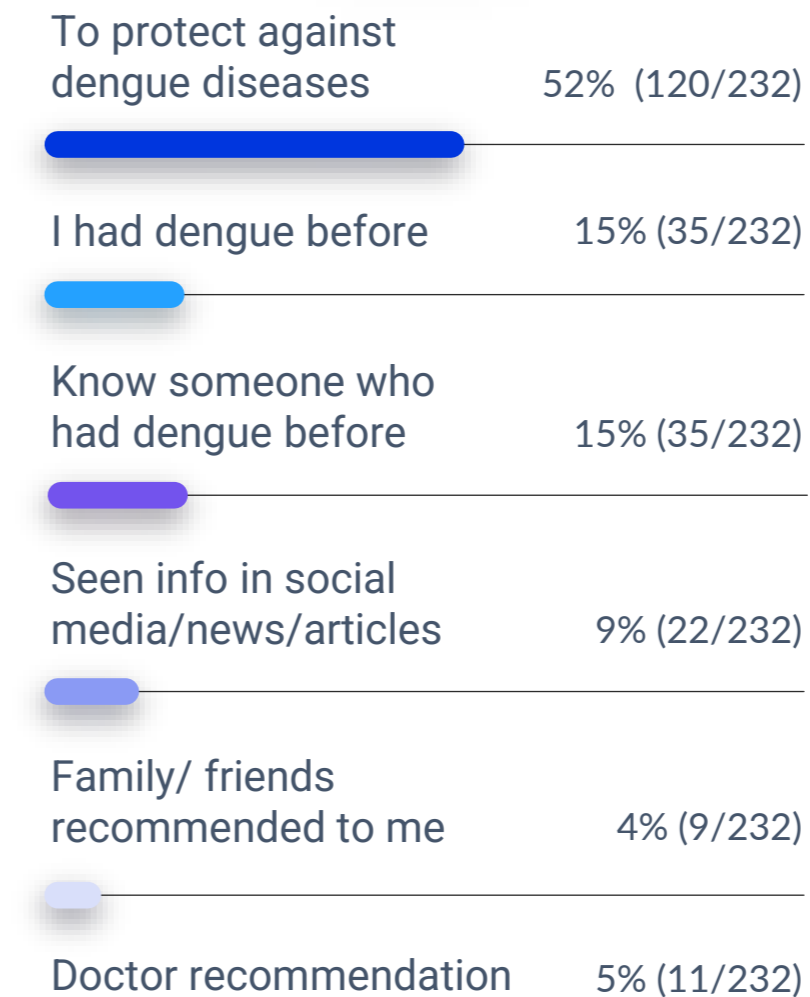 To protect against
dengue diseases 52% (120/232)
I had dengue before 15% (35/232)
Know someone who
had dengue before 15% (35/232)
Seen info in social
media/news/articles 9% (22/232)
Family/ friends
recommended to me 4% (9/232)
Doctor recommendation 5% (11/232)